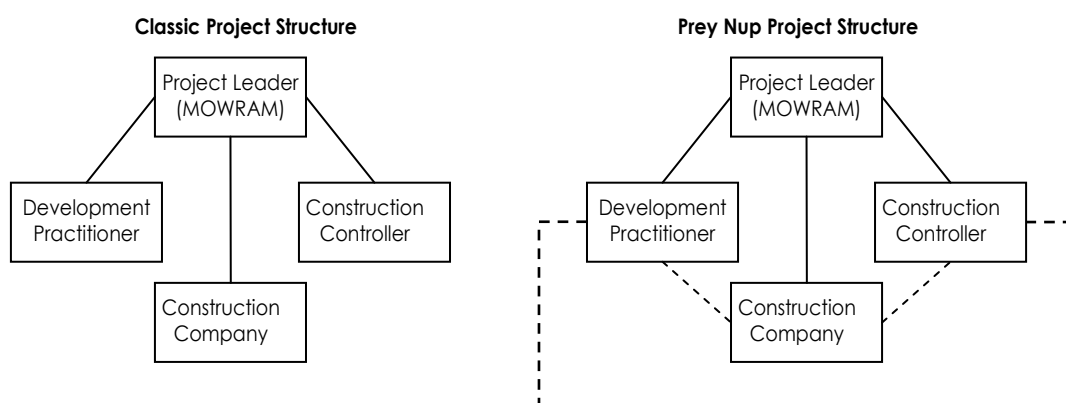 Classic Project Structure
Project Leader
(MOWRAM)
Development
Practitioner
Construction
Controller
Construction
Company
Prey Nup Project Structure
Project Leader
(MOWRAM)
Development
Practitioner
Construction
Controller
Construction
Company